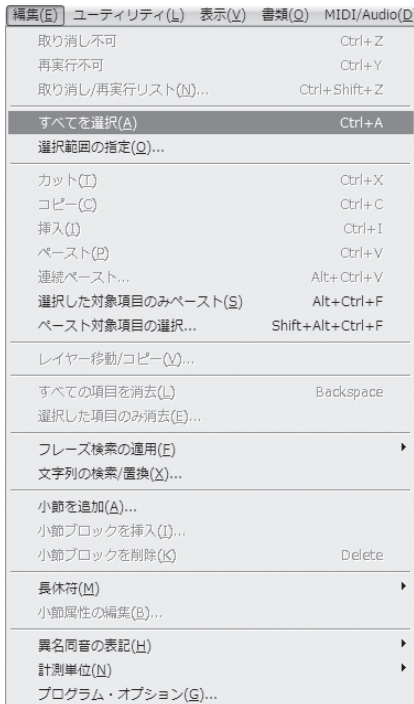 編集(E) ユーティリティ(L) 表示(V) 書類(O) MIDI/Audio(D
取り消し不可 Ctrl+Z
再実行不可 Ctrl+Y
取り消し/再実行リスト(N)... Ctrl+Shift+Z
すべてを選択(A) Ctrl+A
選択範囲の指定(O)...
カット(T) Ctrl+X
コピー(C) Ctrl+C
挿入(I) Ctrl+I
ペースト(P) Ctrl+V
連続ペースト... Alt+Ctrl+V
選択した対象項目のみペースト(S) Alt+Ctrl+F
ペースト対象項目の選択... Shift+Alt+Ctrl+F
レイヤー移動/コピー(V)...
すべての項目を消去(L) Backspace
選択した項目のみ消去(E)...
フレーズ検索の適用(F)
文字列の検索/置換(X)...
小節を追加(A)...
小節ブロックを挿入(I)...
小節ブロックを削除(K) Delete
長休符(M)
小節属性の編集(B)...
異名同音の表記(H)
計測単位(N)
プログラム・オプション(G)...